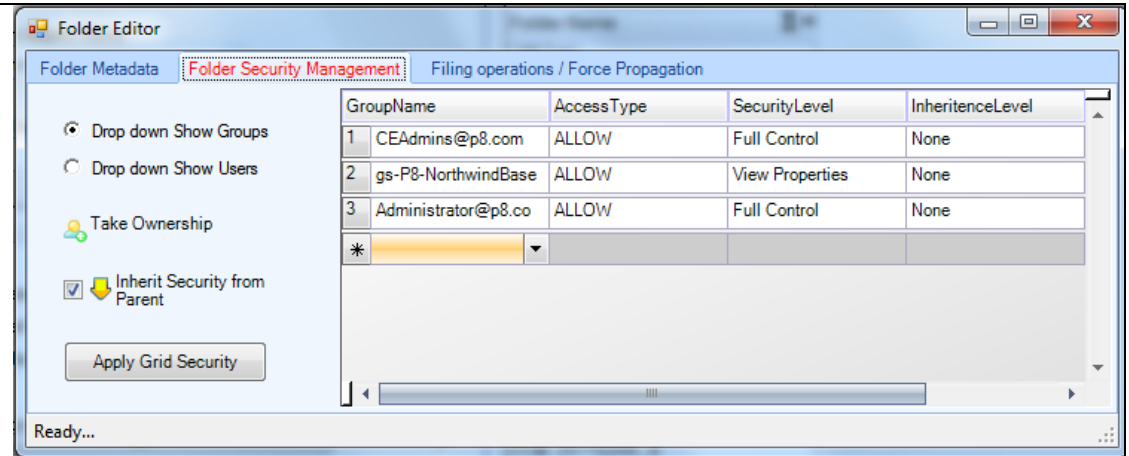 Folder Editor
Folder Metadata Folder Security Management Filing operations / Force Propagation
Drop down Show Groups
Drop down Show Users
Take Ownership
Inherit Security from
Parent
Apply Grid Security
GroupName AccessType SecurityLevel InheritenceLevel
1 CEAdmins@p8.com ALLOW Full Control None
2 gs-P8-NorthwindBase ALLOW View Properties None
3 Administrator@p8.co ALLOW Full Control None
Ready...